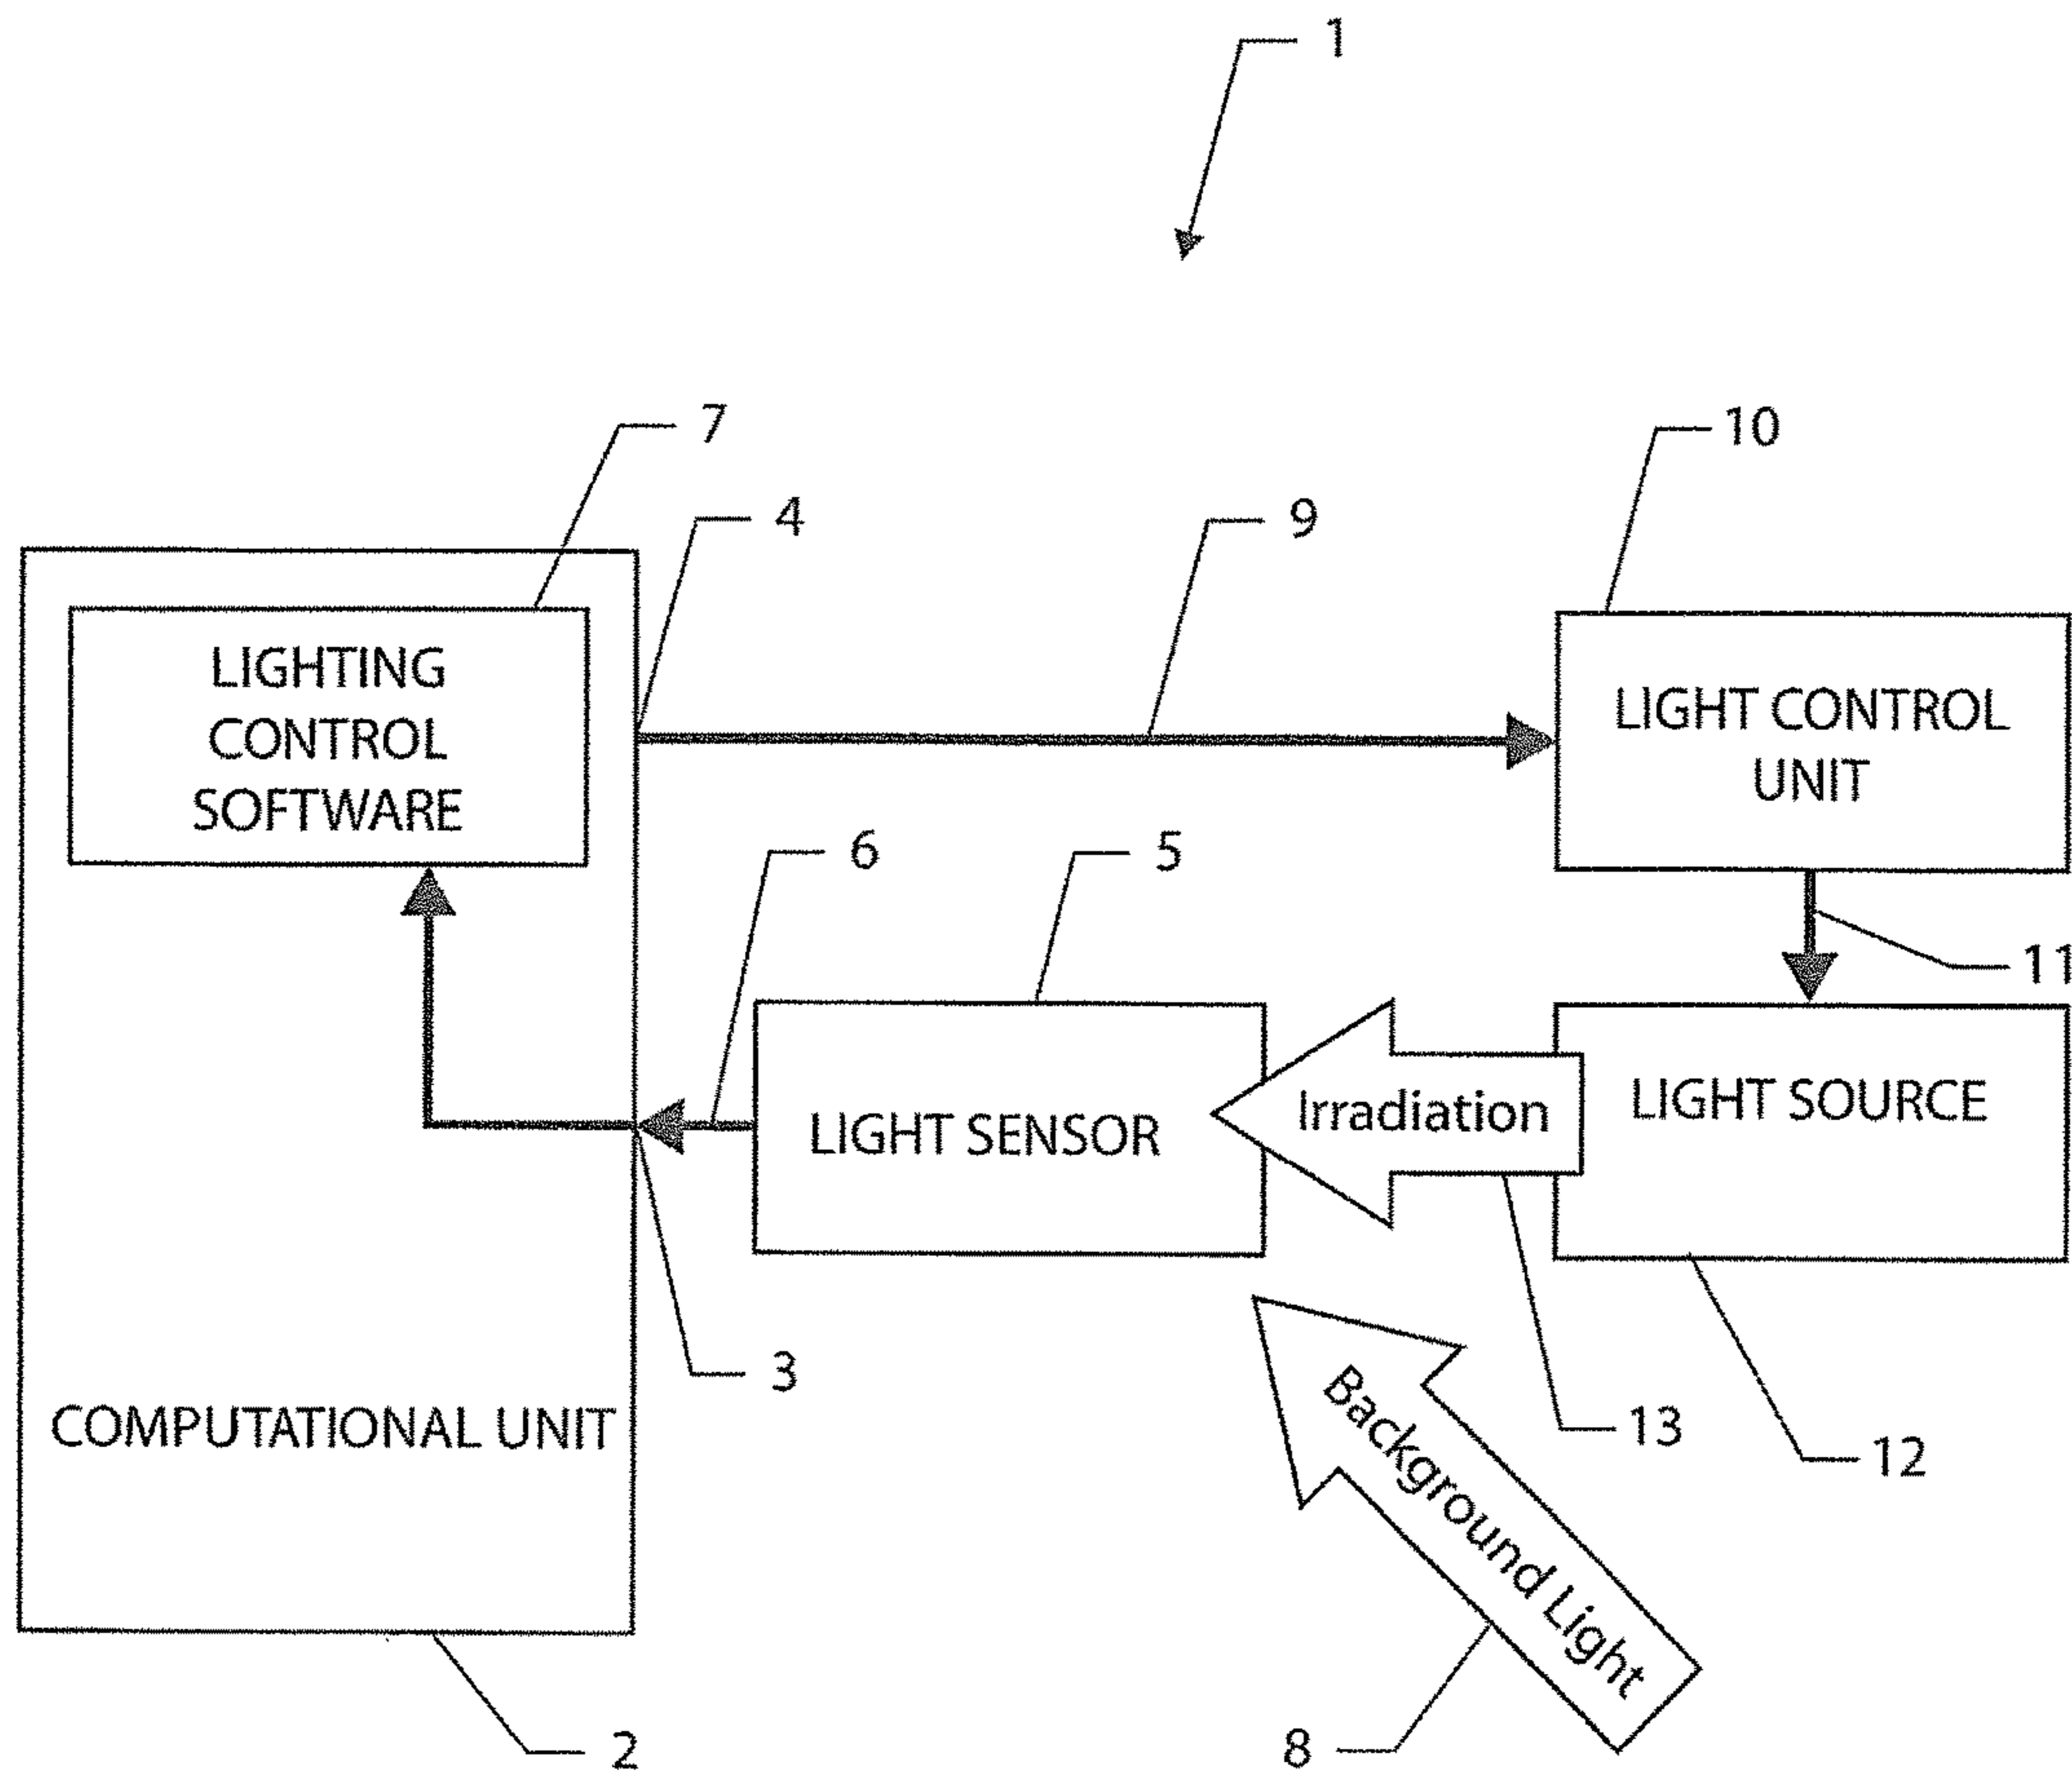 1
7
10
4
9
LIGHTING
CONTROL
SOFTWARE
LIGHT CONTROL
UNIT
6
5
11
LIGHT SENSOR
Irradiation
LIGHT SOURCE
3
COMPUTATIONAL UNIT
Background Light
13
12
2
8